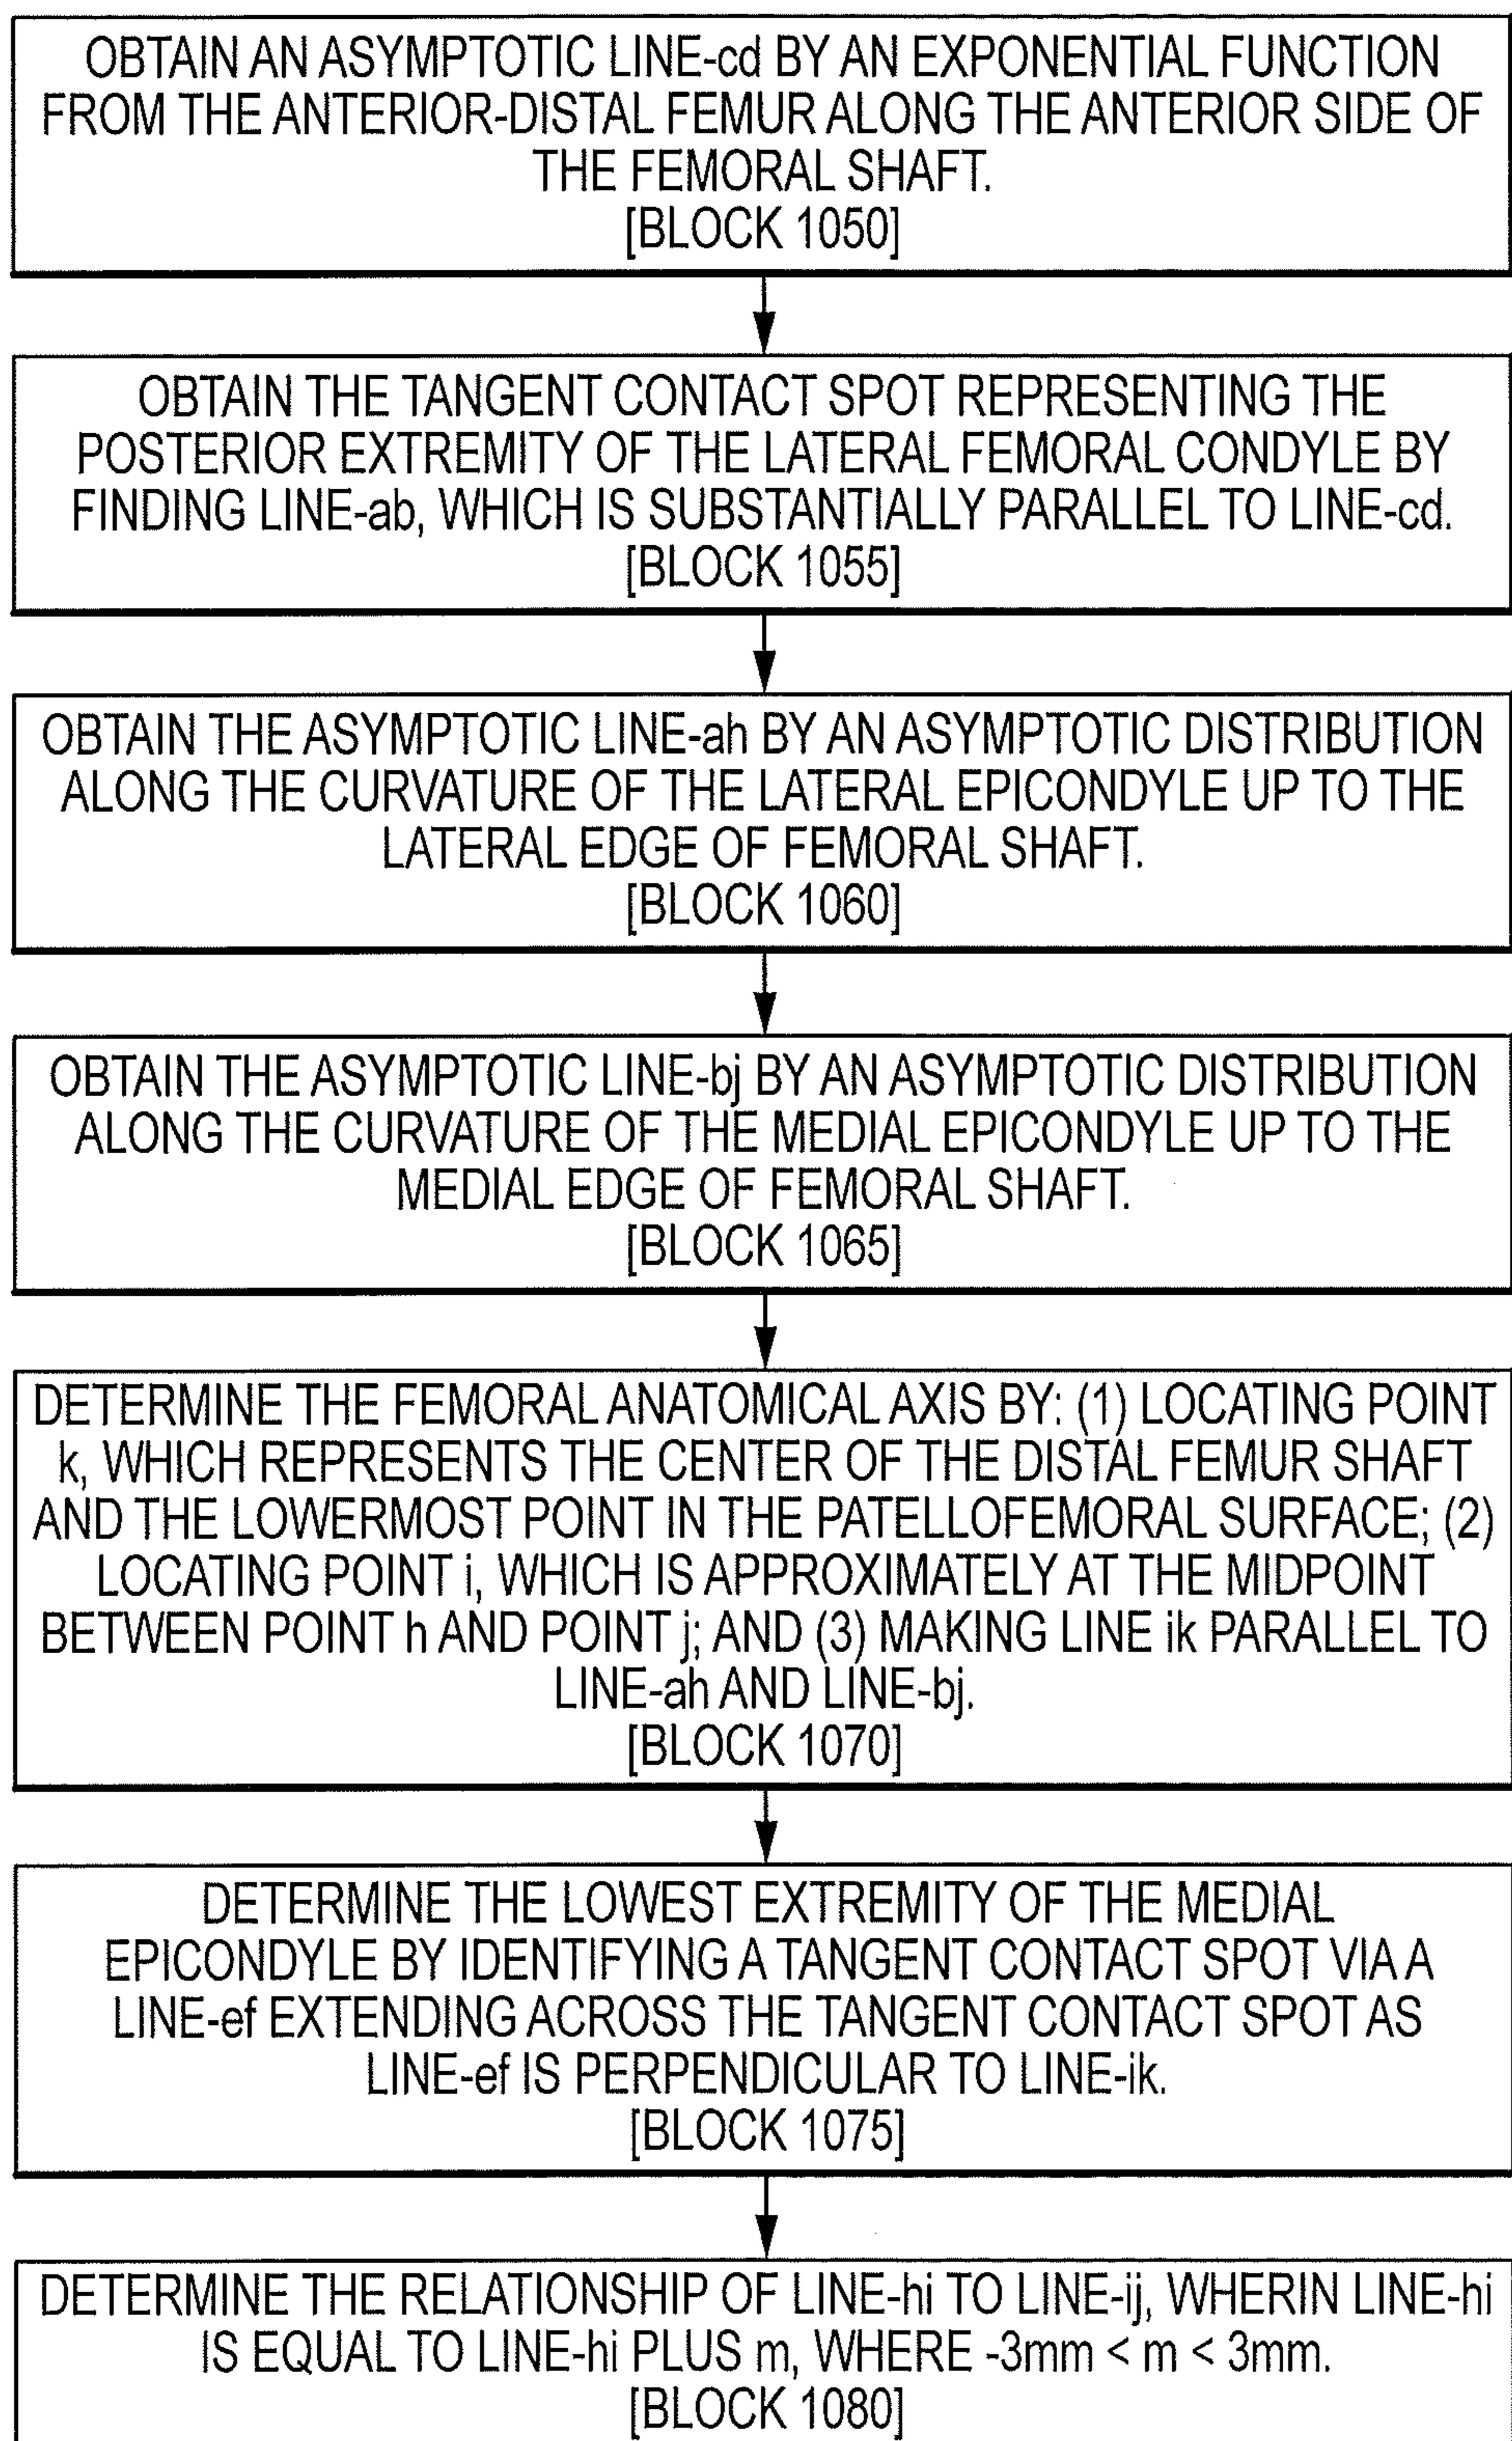 OBTAIN AN ASYMPTOTIC LINE-cd BY AN EXPONENTIAL FUNCTION
FROM THE ANTERIOR-DISTAL FEMUR ALONG THE ANTERIOR SIDE OF
THE FEMORAL SHAFT.
[BLOCK 1050]
OBTAIN THE TANGENT CONTACT SPOT REPRESENTING THE
POSTERIOR EXTREMITY OF THE LATERAL FEMORAL CONDYLE BY
FINDING LINE-ab, WHICH IS SUBSTANTIALLY PARALLEL TO LINE-cd.
[BLOCK 1055]
OBTAIN THE ASYMPTOTIC LINE-ah BY AN ASYMPTOTIC DISTRIBUTION
ALONG THE CURVATURE OF THE LATERAL EPICONDYLE UP TO THE
LATERAL EDGE OF FEMORAL SHAFT.
[BLOCK 1060]
OBTAIN THE ASYMPTOTIC LINE-bj BY AN ASYMPTOTIC DISTRIBUTION
ALONG THE CURVATURE OF THE MEDIAL EPICONDYLE UP TO THE
MEDIAL EDGE OF FEMORAL SHAFT.
[BLOCK 1065]
DETERMINE THE FEMORAL ANATOMICAL AXIS BY: (1) LOCATING POINT
k, WHICH REPRESENTS THE CENTER OF THE DISTAL FEMUR SHAFT
AND THE LOWERMOST POINT IN THE PATELLOFEMORAL SURFACE; (2)
LOCATING POINT i, WHICH IS APPROXIMATELY AT THE MIDPOINT
BETWEEN POINT h AND POINT j; AND (3) MAKING LINE ik PARALLEL TO
LINE-ah AND LINE-bj.
[BLOCK 1070]
DETERMINE THE LOWEST EXTREMITY OF THE MEDIAL
EPICONDYLE BY IDENTIFYING A TANGENT CONTACT SPOT VIA A
LINE-ef EXTENDING ACROSS THE TANGENT CONTACT SPOT AS
LINE-ef IS PERPENDICULAR TO LINE-ik.
[BLOCK 1075]
DETERMINE THE RELATIONSHIP OF LINE-hi TO LINE-ij, WHERIN LINE-hi
IS EQUAL TO LINE-hi PLUS m, WHERE -3mm < m < 3mm.
[BLOCK 1080]